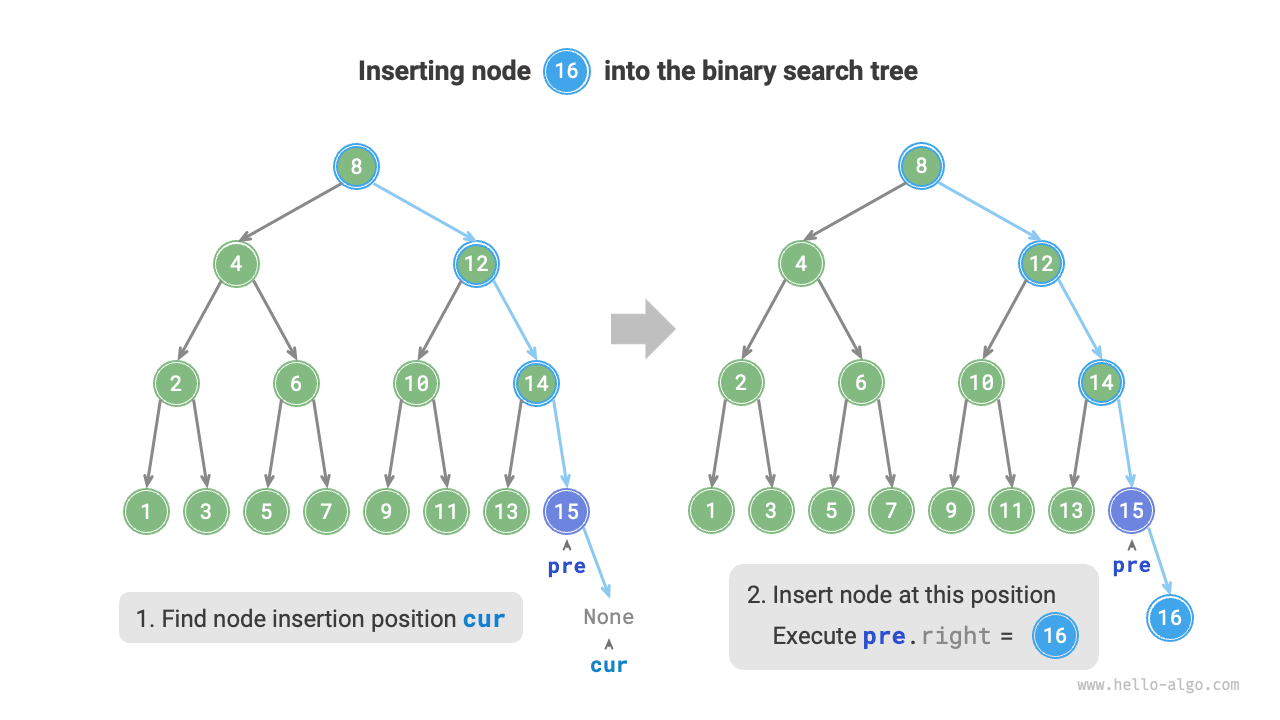 Inserting node 16 into the binary search tree
8
4 12
2 6 10 14
1 3 5 7 9 11 13 15
pre
None
cur
1. Find node insertion position cur
8
4 12
2 6 10 14
1 3 5 7 9 11 13 15
pre
16
2. Insert node at this position
Execute pre.right = 16
www.hello-algo.com